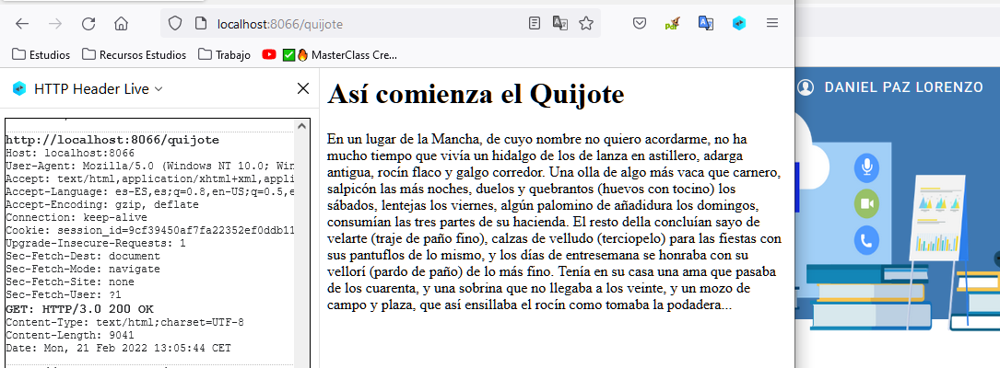 localhost:8066/quijote
Estudios Recursos Estudios Trabajo MasterClass Cre...
HTTP Header Live
http://localhost:8066/quijote
Host: localhost:8066
User-Agent: Mozilla/5.0 (Windows NT 10.0; Win
Accept: text/html,application/xhtml+xml,appli
Accept-Language: es-ES,es;q=0.8,en-US;q=0.5,e
Accept-Encoding: gzip, deflate
Connection: keep-alive
Cookie: session_id=9cf39450af7fa22352ef0ddb11
Upgrade-Insecure-Requests: 1
Sec-Fetch-Dest: document
Sec-Fetch-Mode: navigate
Sec-Fetch-Site: none
Sec-Fetch-User: ?1
GET: HTTP/3.0 200 OK
Content-Type: text/html;charset=UTF-8
Content-Length: 9041
Date: Mon, 21 Feb 2022 13:05:44 CET
Así comienza el Quijote
En un lugar de la Mancha, de cuyo nombre no quiero acordarme, no ha
mucho tiempo que vivía un hidalgo de los de lanza en astillero, adarga
antigua, rocín flaco y galgo corredor. Una olla de algo más vaca que carnero,
salpicón las más noches, duelos y quebrantos (huevos con tocino) los
sábados, lentejas los viernes, algún palomino de añadidura los domingos,
consumían las tres partes de su hacienda. El resto della concluían sayo de
velarte (traje de paño fino), calzas de velludo (terciopelo) para las fiestas con
sus pantuflos de lo mismo, y los días de entresemana se honraba con su
vellorí (pardo de paño) de lo más fino. Tenía en su casa una ama que pasaba
de los cuarenta, y una sobrina que no llegaba a los veinte, y un mozo de
campo y plaza, que así ensillaba el rocín como tomaba la podadera...
DANIEL PAZ LORENZO